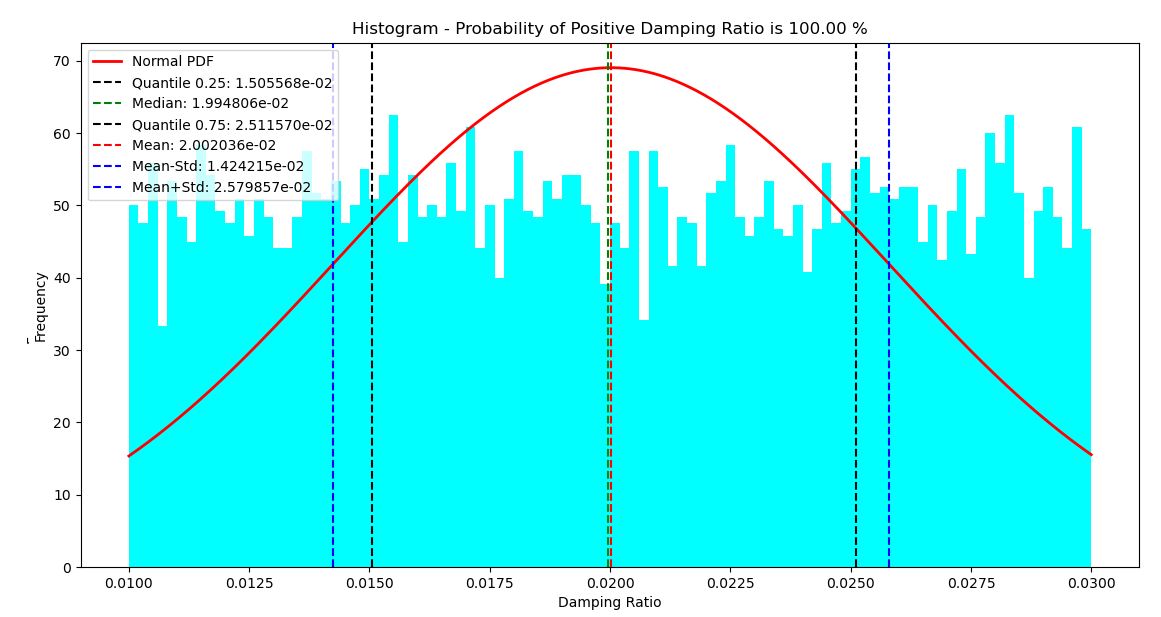 Histogram - Probability of Positive Damping Ratio is 100.00 %
Normal PDF
Quantile 0.25: 1.505568e-02
Median: 1.994806e-02
Quantile 0.75: 2.511570e-02
Mean: 2.002036e-02
Mean-Std: 1.424215e-02
Mean+Std: 2.579857e-02
70
60
50
40
30
20
10
0
Frequency
0.0100 0.0125 0.0150 0.0175 0.0200 0.0225 0.0250 0.0275 0.0300
Damping Ratio